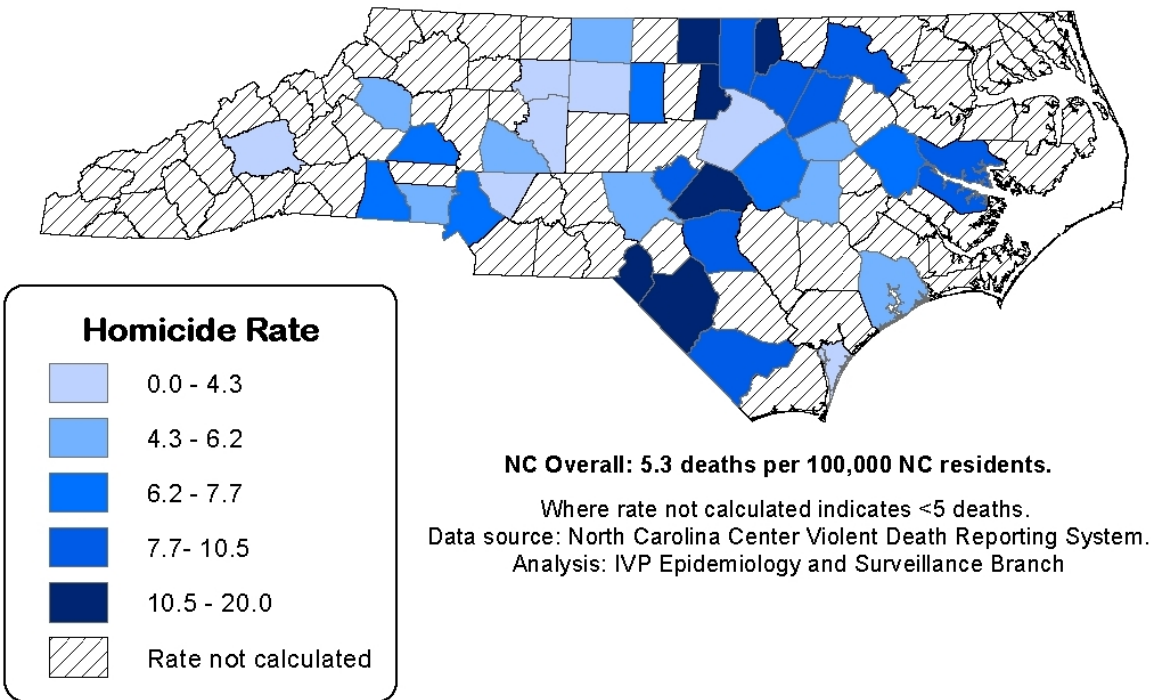 Homicide Rate
0.0 - 4.3
4.3 - 6.2
6.2 - 7.7
7.7- 10.5
10.5 - 20.0
Rate not calculated
NC Overall: 5.3 deaths per 100,000 NC residents.
Where rate not calculated indicates <5 deaths.
Data source: North Carolina Center Violent Death Reporting System.
Analysis: IVP Epidemiology and Surveillance Branch